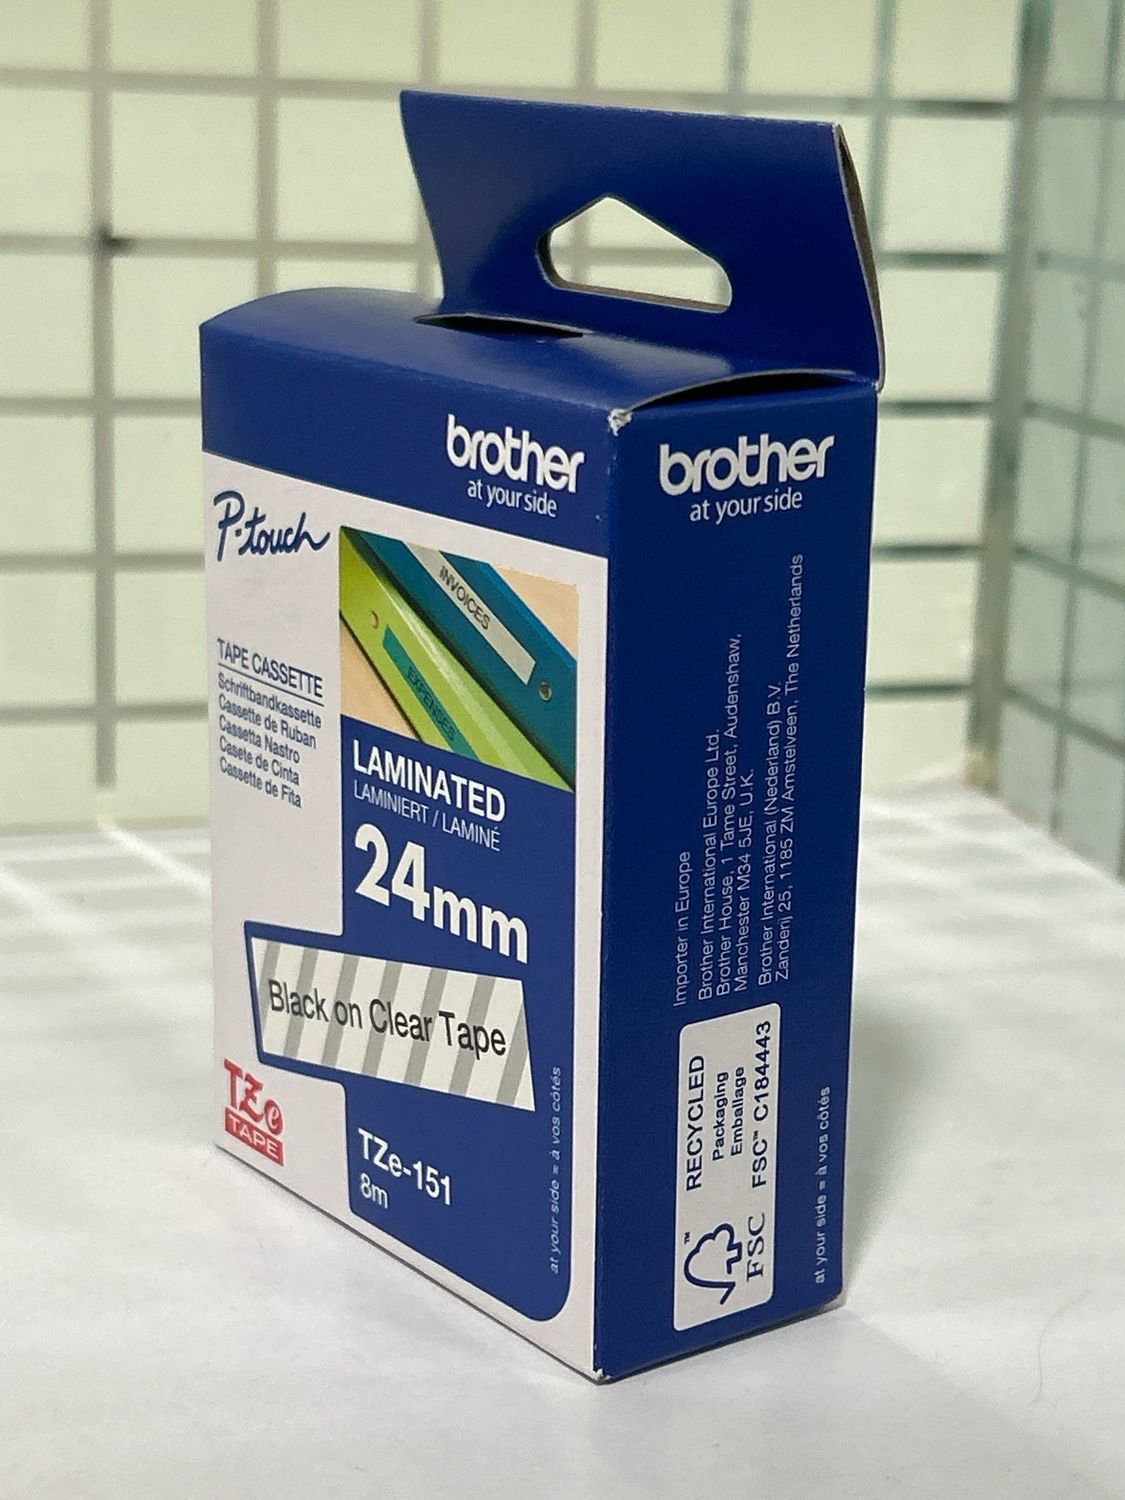 brother
at your side
P-touch
INVOICES
EXPENSES
TAPE CASSETTE
Schriftbandkassette
Cassette de Ruban
Cassetta Nastro
Casete de Cinta
Cassette de Fita
LAMINATED
LAMINIERT / LAMINÉ
24mm
Black on Clear Tape
TZe
TAPE
TZe-151
8m
at your side = à vos côtés
brother
at your side
Importer in Europe
Brother International Europe Ltd.
Brother House, 1 Tame Street, Audenshaw,
Manchester M34 5JE, U.K.
Brother International (Nederland) B.V.
Zanderij 25, 1185 ZM Amstelveen, The Netherlands
™
FSC
RECYCLED
Packaging
Emballage
FSC™ C184443
at your side = à vos côtés